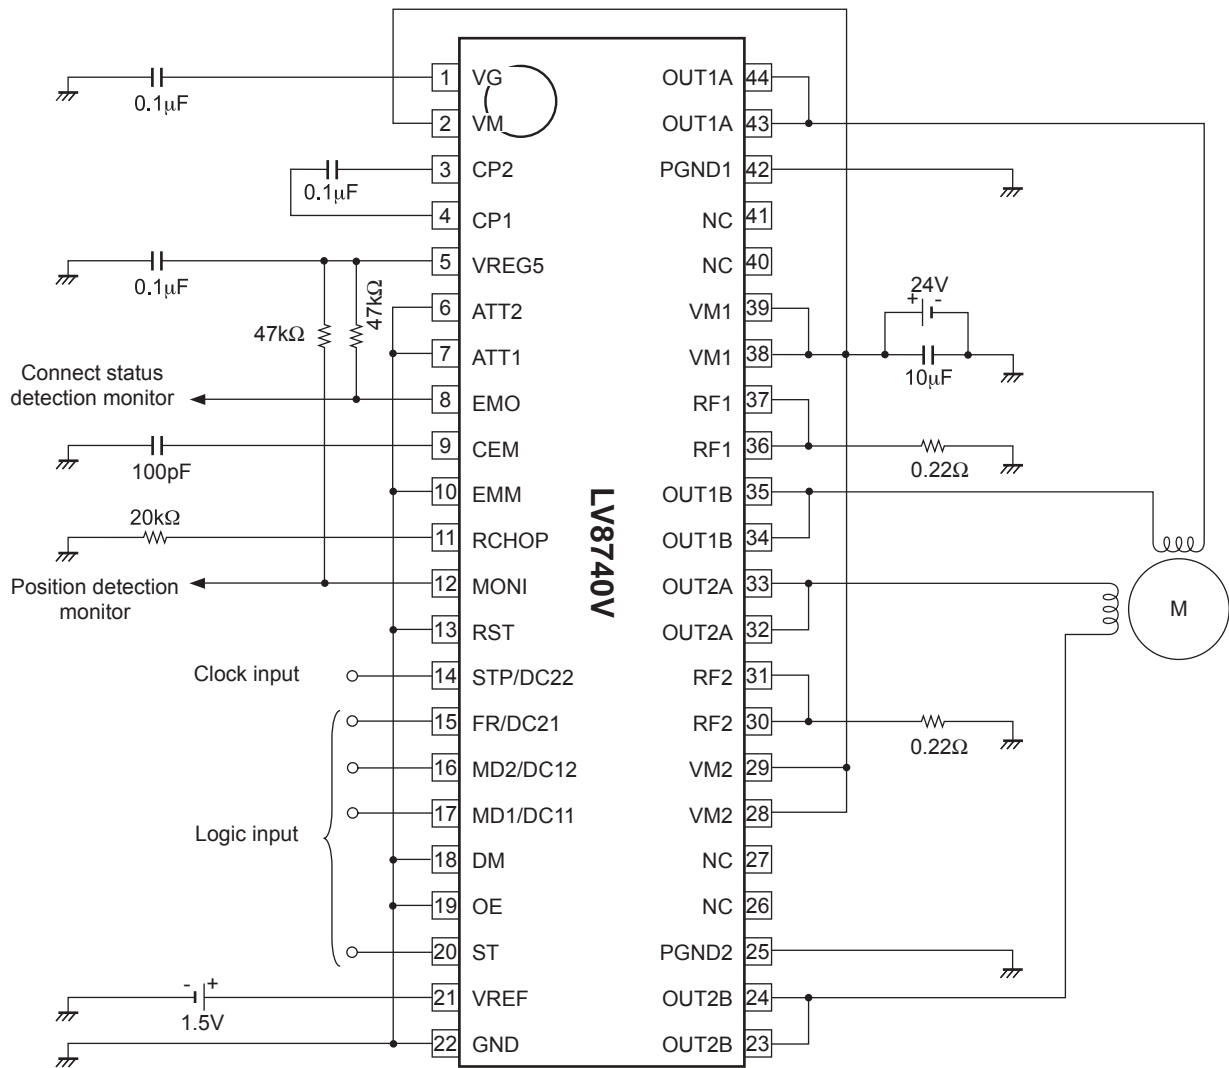 1 VG OUT1A 44
0.1µF
2 VM OUT1A 43
3 CP2 PGND1 42
0.1µF
4 CP1 NC 41
5 VREG5 NC 40
0.1µF
47kΩ
47kΩ
24V
+ -
6 ATT2 VM1 39
7 ATT1 VM1 38
10µF
Connect status
detection monitor
8 EMO RF1 37
9 CEM RF1 36
100pF
0.22Ω
10 EMM OUT1B 35
20kΩ
11 RCHOP OUT1B 34
LV8740V
Position detection
monitor
12 MONI OUT2A 33
M
13 RST OUT2A 32
Clock input
14 STP/DC22 RF2 31
15 FR/DC21 RF2 30
0.22Ω
16 MD2/DC12 VM2 29
17 MD1/DC11 VM2 28
Logic input
18 DM NC 27
19 OE NC 26
20 ST PGND2 25
- +
21 VREF OUT2B 24
1.5V
22 GND OUT2B 23